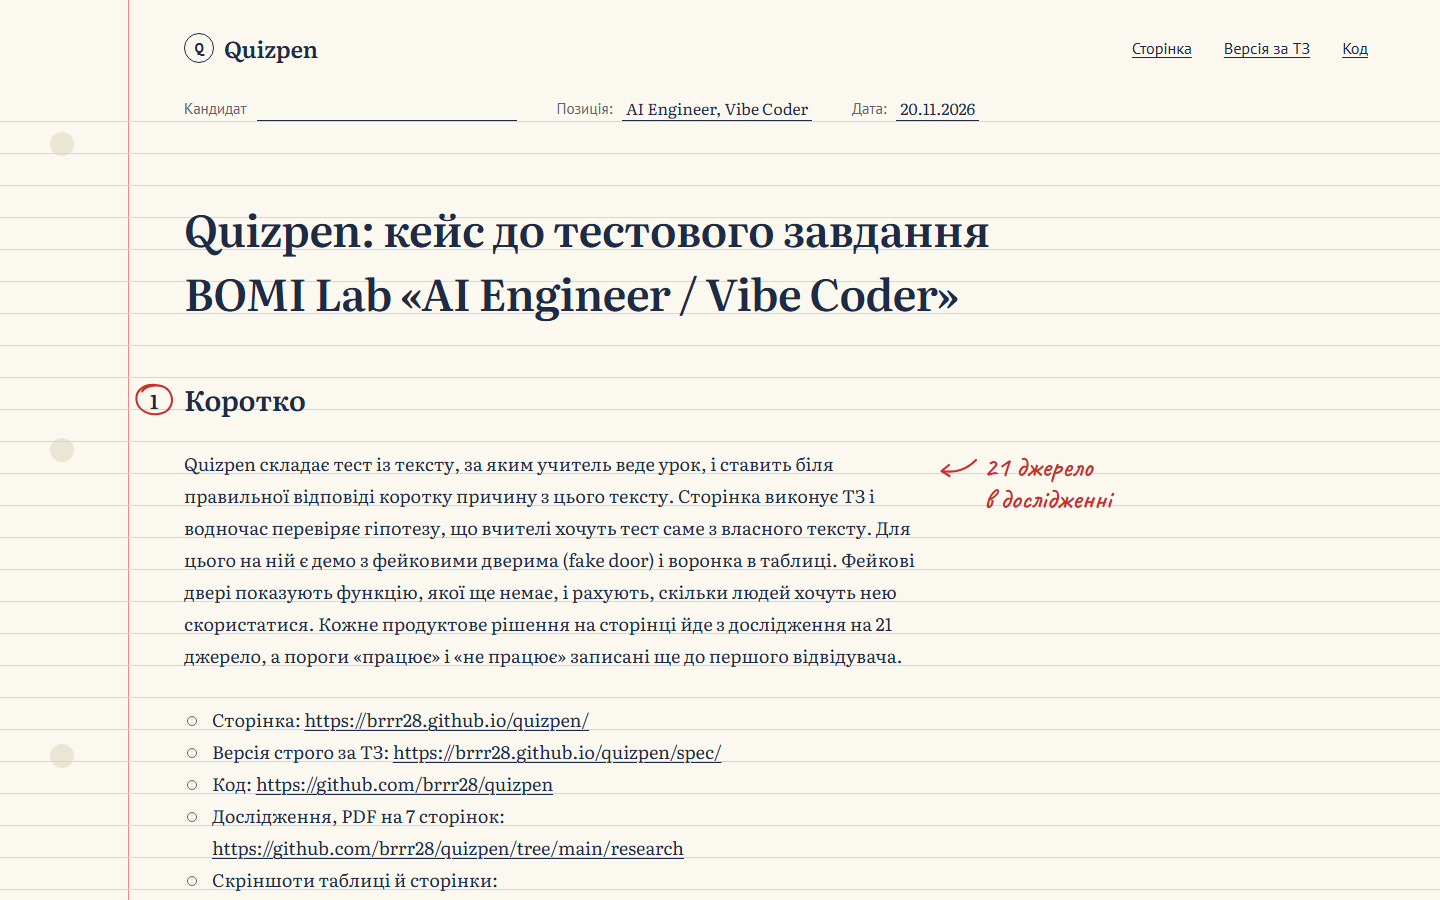 Q Quizpen Сторінка Версія за ТЗ Код
Кандидат Позиція: AI Engineer, Vibe Coder Дата: 20.11.2026
Quizpen: кейс до тестового завдання
BOMI Lab «AI Engineer / Vibe Coder»
1 Коротко
Quizpen складає тест із тексту, за яким учитель веде урок, і ставить біля
правильної відповіді коротку причину з цього тексту. Сторінка виконує ТЗ і
водночас перевіряє гіпотезу, що вчителі хочуть тест саме з власного тексту. Для
цього на ній є демо з фейковими дверима (fake door) і воронка в таблиці. Фейкові
двері показують функцію, якої ще немає, і рахують, скільки людей хочуть нею
скористатися. Кожне продуктове рішення на сторінці йде з дослідження на 21
джерело, а пороги «працює» і «не працює» записані ще до першого відвідувача.
21 джерело
в дослідженні
Сторінка: https://brrr28.github.io/quizpen/
Версія строго за ТЗ: https://brrr28.github.io/quizpen/spec/
Код: https://github.com/brrr28/quizpen
Дослідження, PDF на 7 сторінок:
https://github.com/brrr28/quizpen/tree/main/research
Скріншоти таблиці й сторінки: